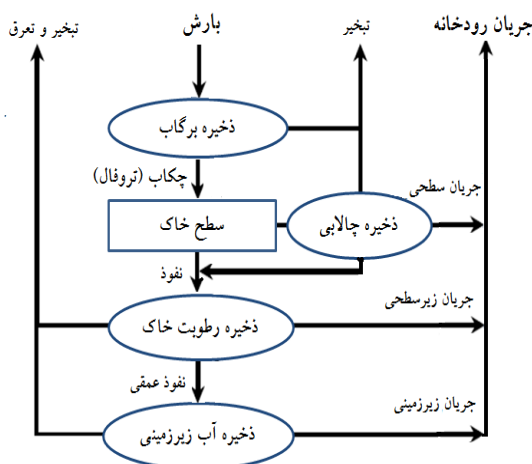 جریان رودخانه
تبخیر
بارش
تبخیر و تعرق
ذخیره برگاب
چکاب (تروفال)
جریان سطحی
ذخیره چالابی
سطح خاک
نفوذ
جریان زیرسطحی
ذخیره رطوبت خاک
نفوذ عمقی
جریان زیرزمینی
ذخیره آب زیرزمینی